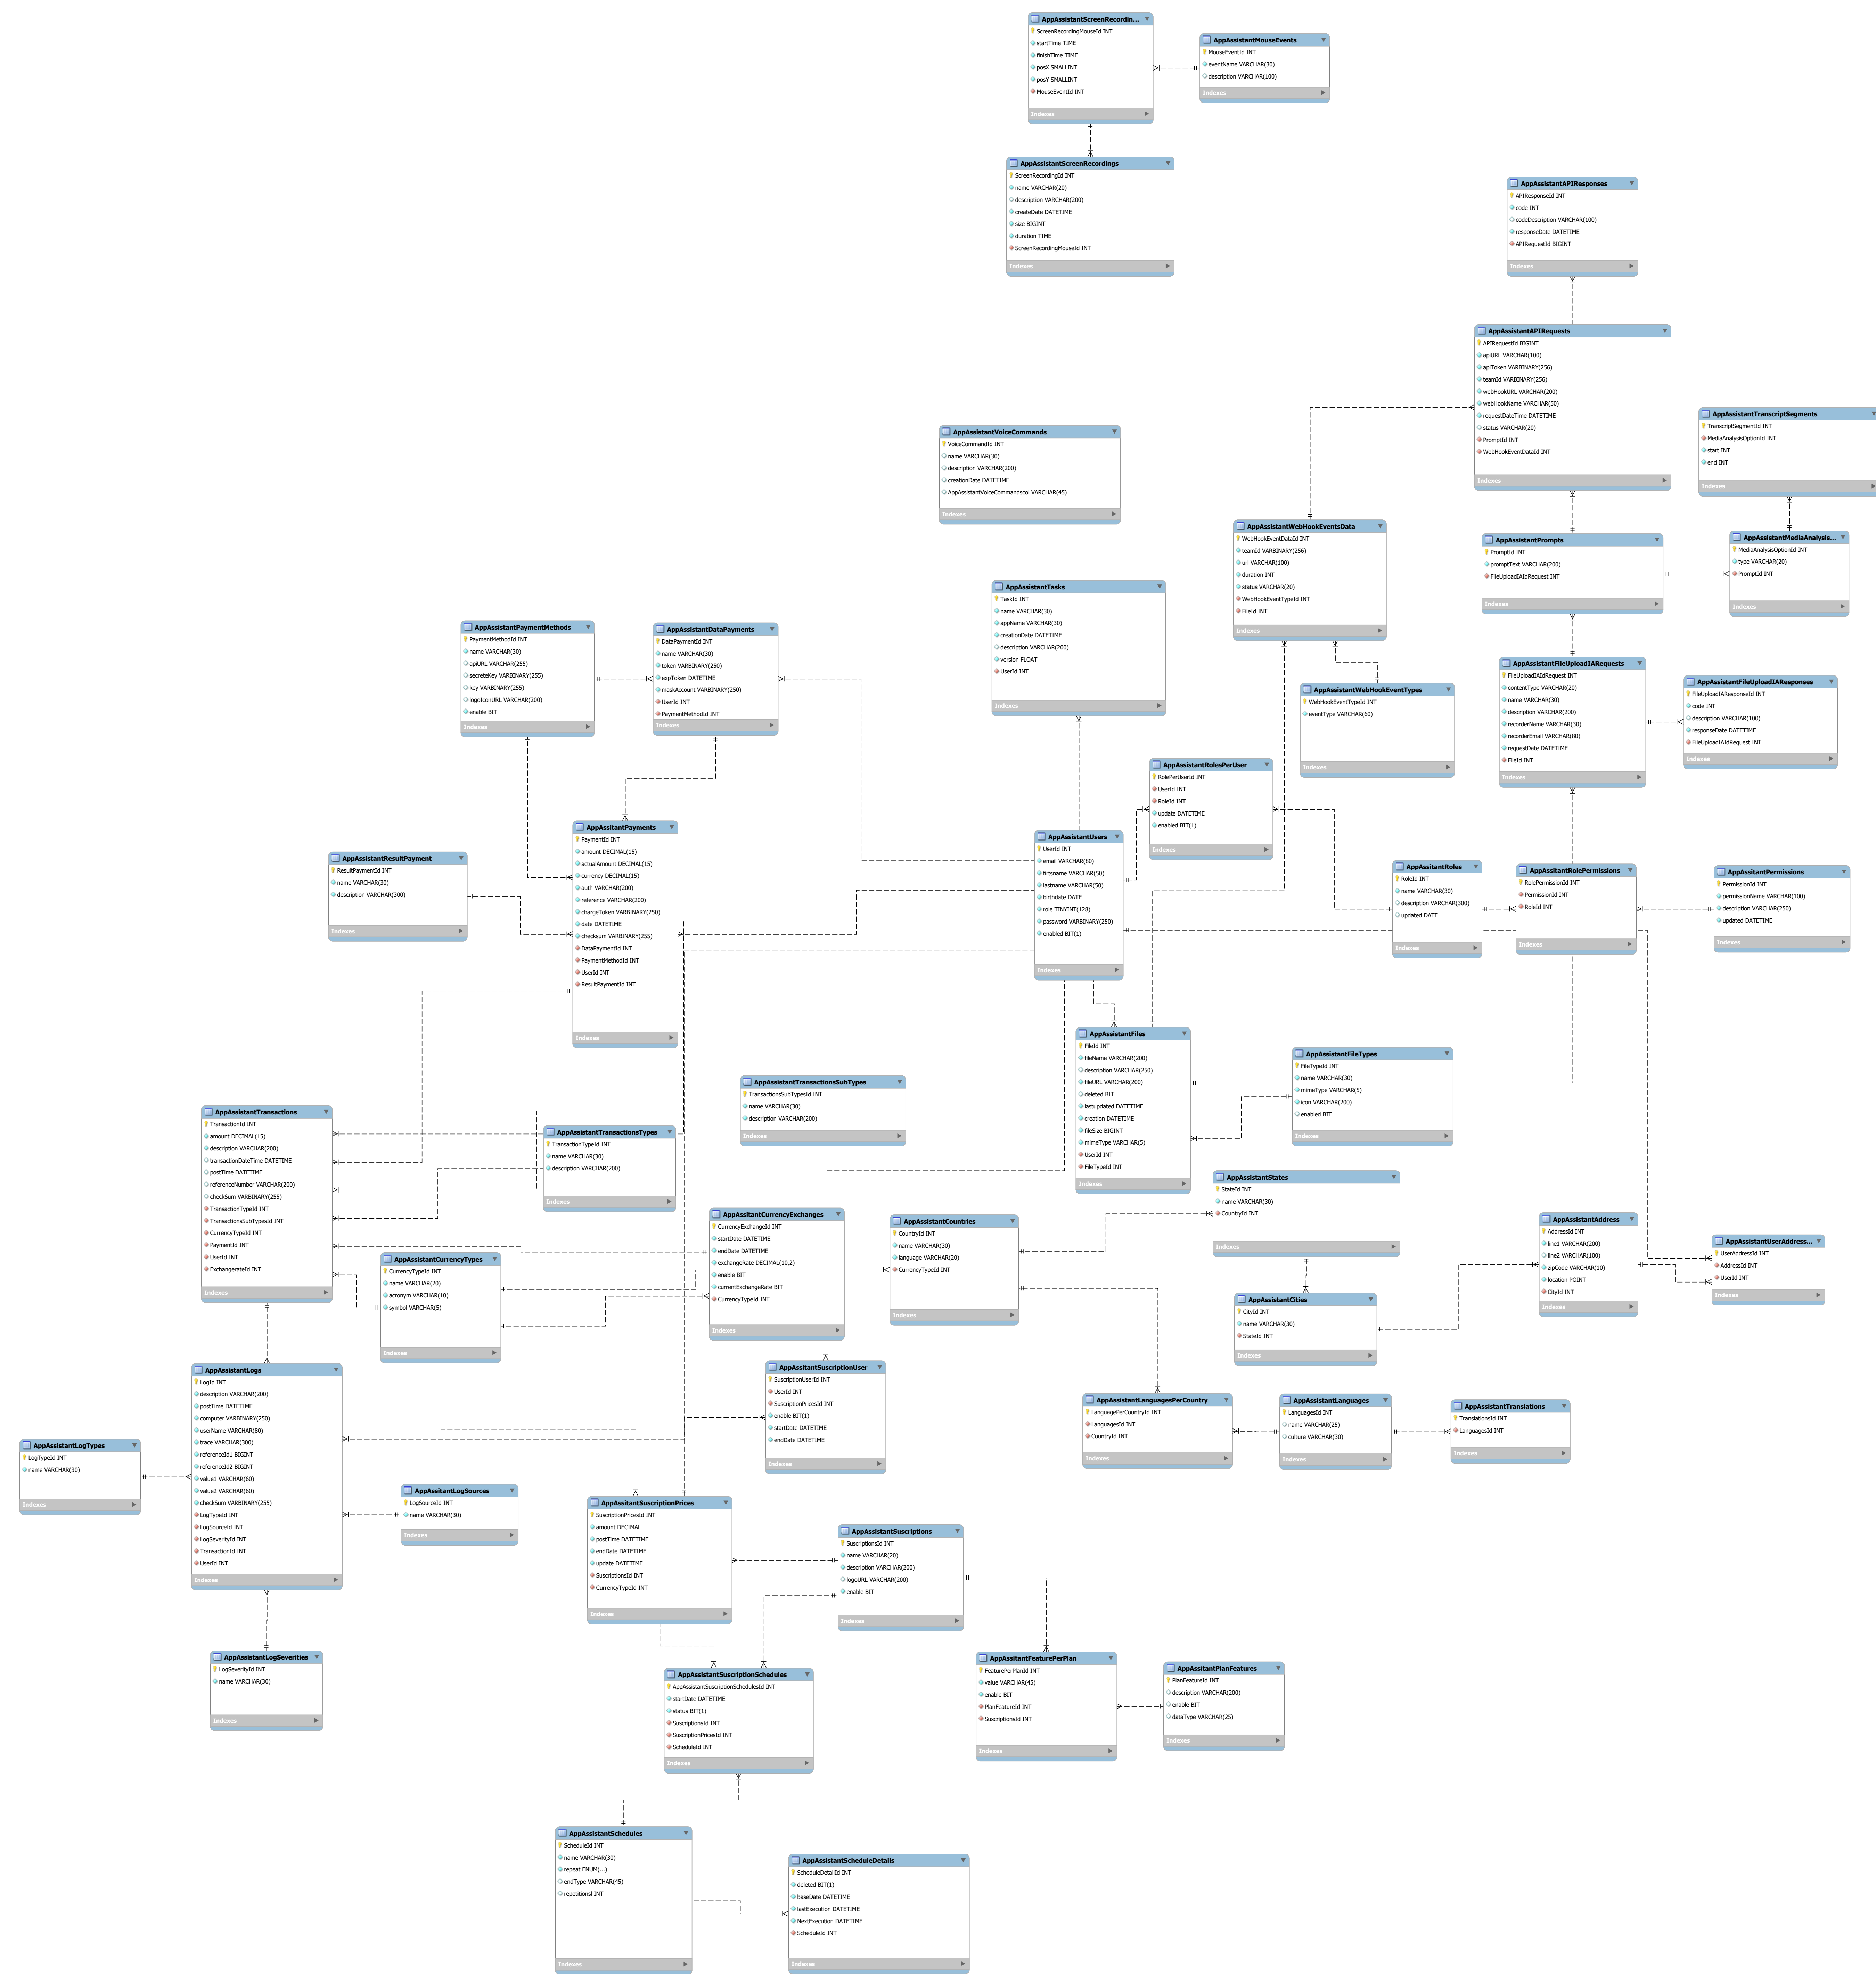 AppAssistantScreenRecordin...
ScreenRecordingMouseId INT
startTime TIME
finishTime TIME
posX SMALLINT
posY SMALLINT
MouseEventId INT
Indexes
AppAssistantMouseEvents
MouseEventId INT
eventName VARCHAR(30)
description VARCHAR(100)
Indexes
AppAssistantScreenRecordings
ScreenRecordingId INT
name VARCHAR(20)
description VARCHAR(200)
createDate DATETIME
size BIGINT
duration TIME
ScreenRecordingMouseId INT
Indexes
AppAssistantAPIResponses
APIResponseId INT
code INT
codeDescription VARCHAR(100)
responseDate DATETIME
APIRequestId BIGINT
Indexes
AppAssistantAPIRequests
APIRequestId BIGINT
apiURL VARCHAR(100)
apiToken VARBINARY(256)
teamId VARBINARY(256)
webHookURL VARCHAR(200)
webHookName VARCHAR(50)
requestDateTime DATETIME
status VARCHAR(20)
PromptId INT
WebHookEventDataId INT
Indexes
AppAssistantTranscriptSegments
TranscriptSegmentId INT
MediaAnalysisOptionId INT
start INT
end INT
Indexes
AppAssistantVoiceCommands
VoiceCommandId INT
name VARCHAR(30)
description VARCHAR(200)
creationDate DATETIME
AppAssistantVoiceCommandscol VARCHAR(45)
Indexes
AppAssistantWebHookEventsData
WebHookEventDataId INT
teamId VARBINARY(256)
url VARCHAR(100)
duration INT
status VARCHAR(20)
WebHookEventTypeId INT
FileId INT
Indexes
AppAssistantPrompts
PromptId INT
promptText VARCHAR(200)
FileUploadIAIdRequest INT
Indexes
AppAssistantMediaAnalysis...
MediaAnalysisOptionId INT
type VARCHAR(20)
PromptId INT
Indexes
AppAssistantTasks
TaskId INT
name VARCHAR(30)
appName VARCHAR(30)
creationDate DATETIME
description VARCHAR(200)
version FLOAT
UserId INT
Indexes
AppAssistantPaymentMethods
PaymentMethodId INT
name VARCHAR(30)
apiURL VARCHAR(255)
secreteKey VARBINARY(255)
key VARBINARY(255)
logoIconURL VARCHAR(200)
enable BIT
Indexes
AppAssistantDataPayments
DataPaymentId INT
name VARCHAR(30)
token VARBINARY(250)
expToken DATETIME
maskAccount VARBINARY(250)
UserId INT
PaymentMethodId INT
Indexes
AppAssistantWebHookEventTypes
WebHookEventTypeId INT
eventType VARCHAR(60)
Indexes
AppAssistantFileUploadIARequests
FileUploadIAIdRequest INT
contentType VARCHAR(20)
name VARCHAR(30)
description VARCHAR(200)
recorderName VARCHAR(30)
recorderEmail VARCHAR(80)
requestDate DATETIME
FileId INT
Indexes
AppAssistantFileUploadIAResponses
FileUploadIAResponseId INT
code INT
description VARCHAR(100)
responseDate DATETIME
FileUploadIAIdRequest INT
Indexes
AppAssistantRolesPerUser
RolePerUserId INT
UserId INT
RoleId INT
update DATETIME
enabled BIT(1)
Indexes
AppAssitantPayments
PaymentId INT
amount DECIMAL(15)
actualAmount DECIMAL(15)
currency DECIMAL(15)
auth VARCHAR(200)
reference VARCHAR(200)
chargeToken VARBINARY(250)
date DATETIME
checksum VARBINARY(255)
DataPaymentId INT
PaymentMethodId INT
UserId INT
ResultPaymentId INT
Indexes
AppAssistantResultPayment
ResultPaymentId INT
name VARCHAR(30)
description VARCHAR(300)
Indexes
AppAssistantUsers
UserId INT
email VARCHAR(80)
firtsname VARCHAR(50)
lastname VARCHAR(50)
birthdate DATE
role TINYINT(128)
password VARBINARY(250)
enabled BIT(1)
Indexes
AppAssitantRoles
RoleId INT
name VARCHAR(30)
description VARCHAR(300)
updated DATE
Indexes
AppAssistantRolePermissions
RolePermissionId INT
PermissionId INT
RoleId INT
Indexes
AppAssitantPermissions
PermissionId INT
permissionName VARCHAR(100)
description VARCHAR(250)
updated DATETIME
Indexes
AppAssistantFiles
FileId INT
fileName VARCHAR(200)
description VARCHAR(250)
fileURL VARCHAR(200)
deleted BIT
lastupdated DATETIME
creation DATETIME
fileSize BIGINT
mimeType VARCHAR(5)
UserId INT
FileTypeId INT
Indexes
AppAssistantFileTypes
FileTypeId INT
name VARCHAR(30)
mimeType VARCHAR(5)
icon VARCHAR(200)
enabled BIT
Indexes
AppAssistantTransactionsSubTypes
TransactionsSubTypesId INT
name VARCHAR(30)
description VARCHAR(200)
Indexes
AppAssistantTransactions
TransactionId INT
amount DECIMAL(15)
description VARCHAR(200)
transactionDateTime DATETIME
postTime DATETIME
referenceNumber VARCHAR(200)
checkSum VARBINARY(255)
TransactionTypeId INT
TransactionsSubTypesId INT
CurrencyTypeId INT
PaymentId INT
UserId INT
ExchangerateId INT
Indexes
AppAssistantTransactionsTypes
TransactionTypeId INT
name VARCHAR(30)
description VARCHAR(200)
Indexes
AppAssistantStates
StateId INT
name VARCHAR(30)
CountryId INT
Indexes
AppAssitantCurrencyExchanges
CurrencyExchangeId INT
startDate DATETIME
endDate DATETIME
exchangeRate DECIMAL(10,2)
enable BIT
currentExchangeRate BIT
CurrencyTypeId INT
Indexes
AppAssistantCountries
CountryId INT
name VARCHAR(30)
language VARCHAR(20)
CurrencyTypeId INT
Indexes
AppAssistantAddress
AddressId INT
line1 VARCHAR(200)
line2 VARCHAR(100)
zipCode VARCHAR(10)
location POINT
CityId INT
Indexes
AppAssistantUserAddress...
UserAddressId INT
AddressId INT
UserId INT
Indexes
AppAssistantCurrencyTypes
CurrencyTypeId INT
name VARCHAR(20)
acronym VARCHAR(10)
symbol VARCHAR(5)
Indexes
AppAssistantCities
CityId INT
name VARCHAR(30)
StateId INT
Indexes
AppAssistantLogs
LogId INT
description VARCHAR(200)
postTime DATETIME
computer VARBINARY(250)
userName VARCHAR(80)
trace VARCHAR(300)
referenceId1 BIGINT
referenceId2 BIGINT
value1 VARCHAR(60)
value2 VARCHAR(60)
checkSum VARBINARY(255)
LogTypeId INT
LogSourceId INT
LogSeverityId INT
TransactionId INT
UserId INT
Indexes
AppAssitantSuscriptionUser
SuscriptionUserId INT
UserId INT
SuscriptionPricesId INT
enable BIT(1)
startDate DATETIME
endDate DATETIME
Indexes
AppAssistantLanguagesPerCountry
LanguagePerCountryId INT
LanguagesId INT
CountryId INT
Indexes
AppAssistantLanguages
LanguagesId INT
name VARCHAR(25)
culture VARCHAR(30)
Indexes
AppAssistantTranslations
TranslationsId INT
LanguagesId INT
Indexes
AppAssistantLogTypes
LogTypeId INT
name VARCHAR(30)
Indexes
AppAssitantLogSources
LogSourceId INT
name VARCHAR(30)
Indexes
AppAssitantSuscriptionPrices
SuscriptionPricesId INT
amount DECIMAL
postTime DATETIME
endDate DATETIME
update DATETIME
SuscriptionsId INT
CurrencyTypeId INT
Indexes
AppAssistantSuscriptions
SuscriptionsId INT
name VARCHAR(20)
description VARCHAR(200)
logoURL VARCHAR(200)
enable BIT
Indexes
AppAssistantLogSeverities
LogSeverityId INT
name VARCHAR(30)
Indexes
AppAssitantFeaturePerPlan
FeaturePerPlanId INT
value VARCHAR(45)
enable BIT
PlanFeatureId INT
SuscriptionsId INT
Indexes
AppAssitantPlanFeatures
PlanFeatureId INT
description VARCHAR(200)
enable BIT
dataType VARCHAR(25)
Indexes
AppAssistantSuscriptionSchedules
AppAssistantSuscriptionSchedulesId INT
startDate DATETIME
status BIT(1)
SuscriptionsId INT
SuscriptionPricesId INT
ScheduleId INT
Indexes
AppAssistantSchedules
ScheduleId INT
name VARCHAR(30)
repeat ENUM(...)
endType VARCHAR(45)
repetitionsl INT
Indexes
AppAssistantScheduleDetails
ScheduleDetailId INT
deleted BIT(1)
baseDate DATETIME
lastExecution DATETIME
NextExecution DATETIME
ScheduleId INT
Indexes